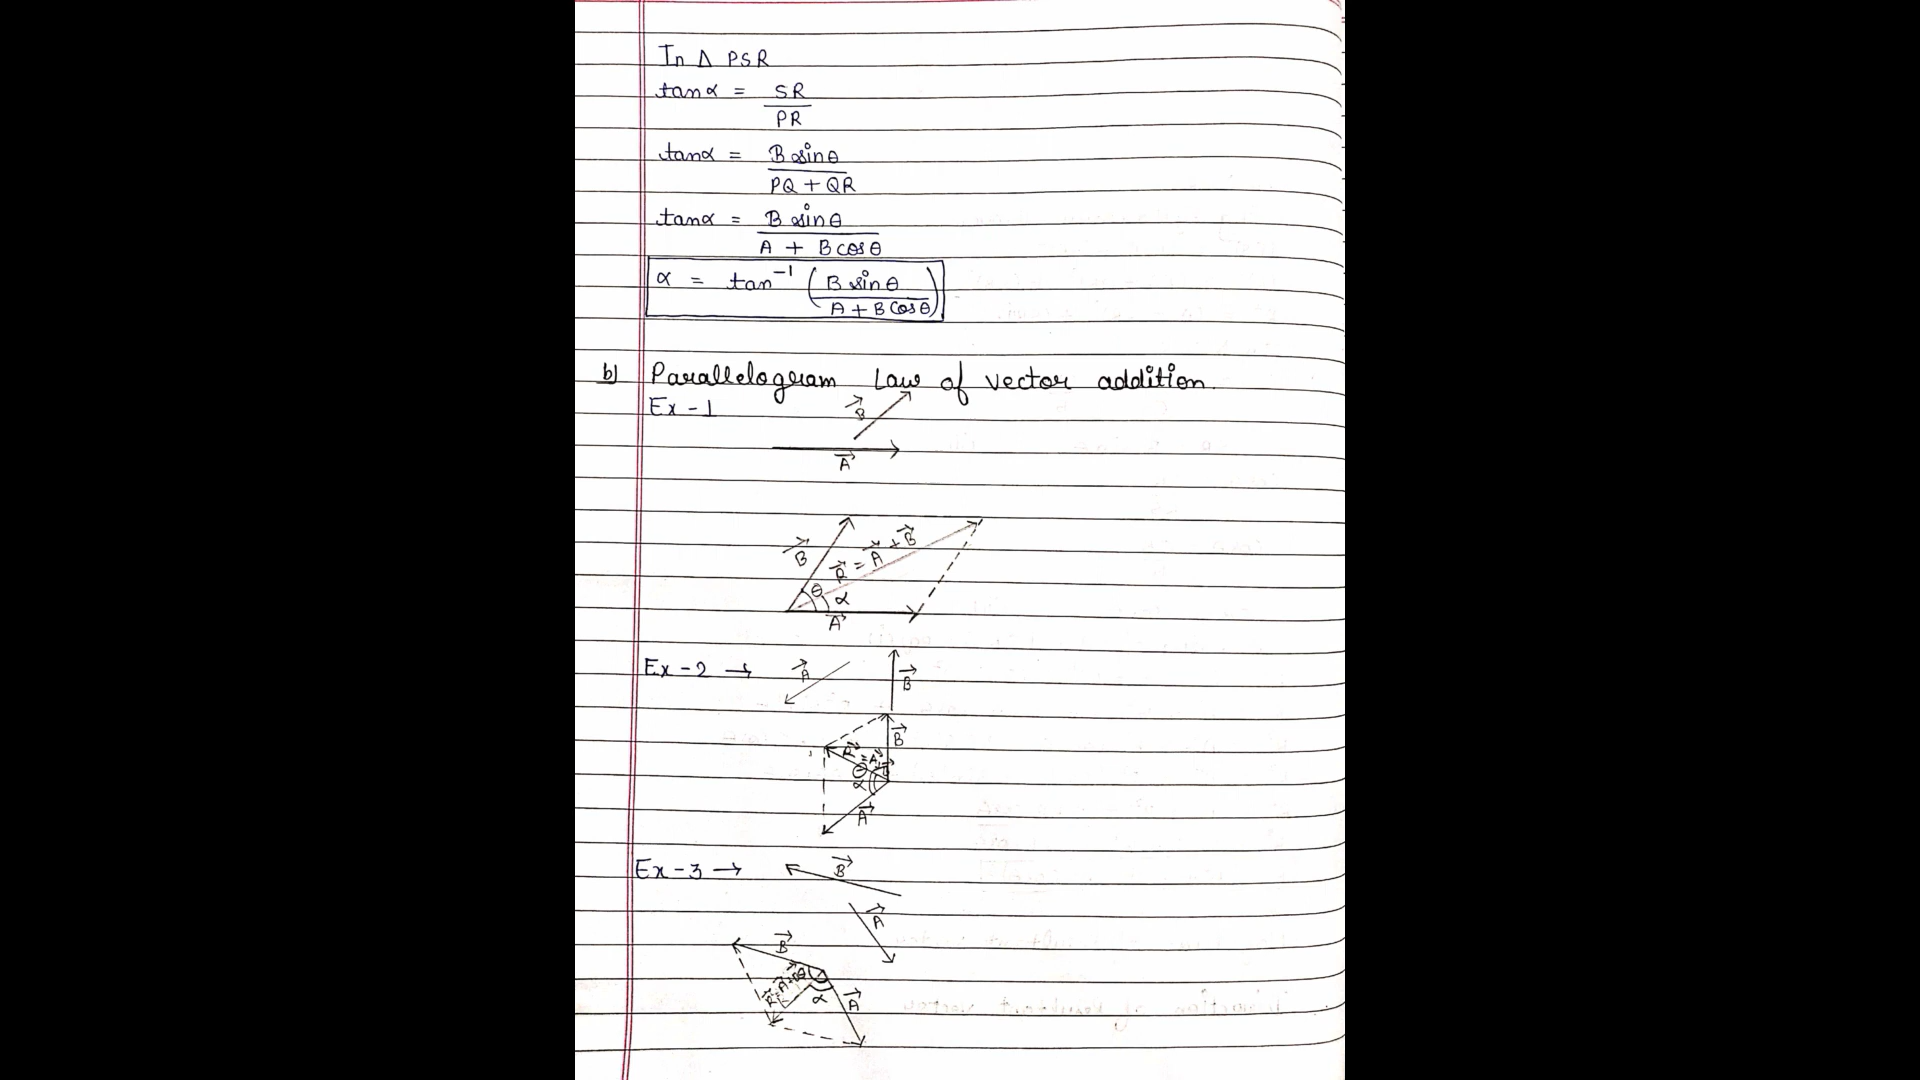 In Δ PSR
tanα = SR / PR
tanα = B sinθ / PQ + QR
tanα = B sinθ / A + B cosθ
α = tan⁻¹ (B sinθ / A + B cosθ)
b) Parallelogram Law of vector addition.
Ex - 1
B⃗
A⃗
B⃗
R⃗ = A⃗ + B⃗
θ
α
A⃗
Ex - 2 →
A⃗
B⃗
B⃗
R⃗ = A⃗ + B⃗
θ
α
A⃗
Ex - 3 →
B⃗
A⃗
B⃗
R⃗ = A⃗ + B⃗
θ
α
A⃗